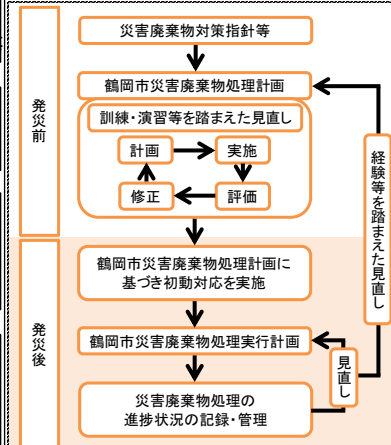 発災前
災害廃棄物対策指針等
鶴岡市災害廃棄物処理計画
訓練・演習等を踏まえた見直し
計画
実施
修正
評価
経験等を踏まえた見直し
発災後
鶴岡市災害廃棄物処理計画に
基づき初動対応を実施
鶴岡市災害廃棄物処理実行計画
見直し
災害廃棄物処理の
進捗状況の記録・管理